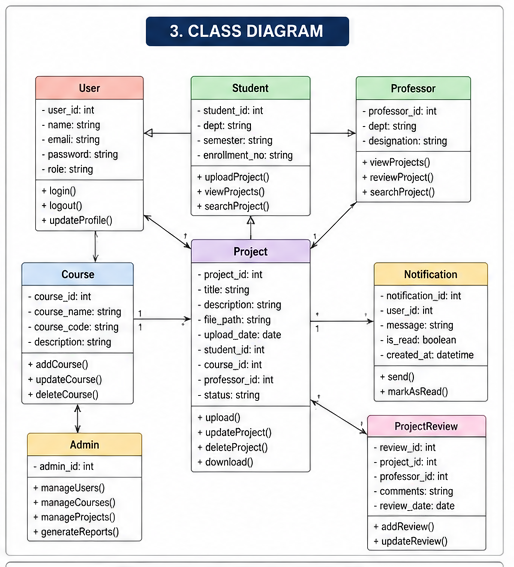 3. CLASS DIAGRAM
User
- user_id: int
- name: string
- emali: string
- password: string
- role: string
+ login()
+ logout()
+ updateProfile()
Student
- student_id: int
- dept: string
- semester: string
- enrollment_no: string
+ uploadProject()
+ viewProjects()
+ searchProject()
Professor
- professor_id: int
- dept: string
- designation: string
+ viewProjects()
+ reviewProject()
+ searchProject()
Course
- course_id: int
- course_name: string
- course_code: string
- description: string
+ addCourse()
+ updateCourse()
+ deleteCourse()
1
1
Project
- project_id: int
- title: string
- description: string
- file_path: string
- upload_date: date
- student_id: int
- course_id: int
- professor_id: int
- status: string
+ upload()
+ updateProject()
+ deleteProject()
+ download()
1
1
Notification
- notification_id: int
- user_id: int
- message: string
- is_read: boolean
- created_at: datetime
+ send()
+ markAsRead()
Admin
- admin_id: int
+ manageUsers()
+ manageCourses()
+ manageProjects()
+ generateReports()
ProjectReview
- review_id: int
- project_id: int
- professor_id: int
- comments: string
- review_date: date
+ addReview()
+ updateReview()